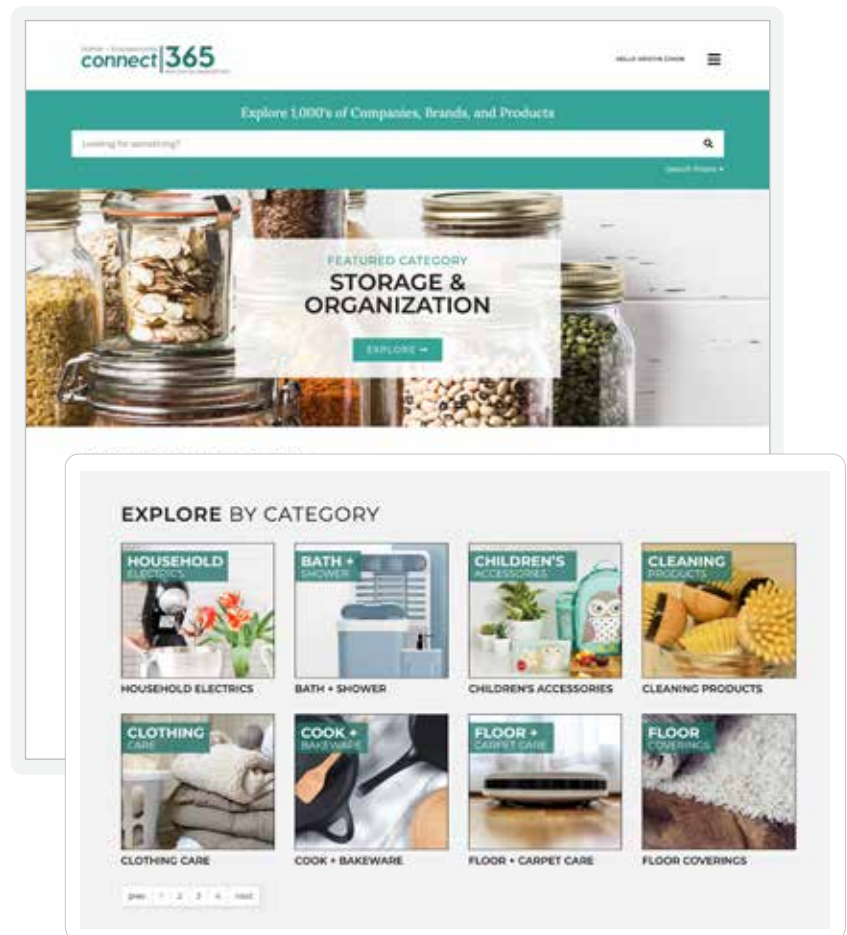 connect|365
Explore 1,000's of Companies, Brands, and Products
Looking for something?
FEATURED CATEGORY
STORAGE &
ORGANIZATION
EXPLORE →
EXPLORE BY CATEGORY
HOUSEHOLD
ELECTRICS
BATH +
SHOWER
CHILDREN'S
ACCESSORIES
CLEANING
PRODUCTS
HOUSEHOLD ELECTRICS
BATH + SHOWER
CHILDREN'S ACCESSORIES
CLEANING PRODUCTS
CLOTHING
CARE
COOK +
BAKEWARE
FLOOR +
CARPET CARE
FLOOR
COVERINGS
CLOTHING CARE
COOK + BAKEWARE
FLOOR + CARPET CARE
FLOOR COVERINGS
prev 1 2 3 4 next